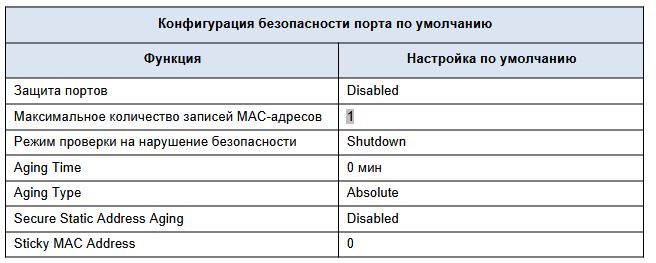 Конфигурация безопасности порта по умолчанию
Функция Настройка по умолчанию
Защита портов Disabled
Максимальное количество записей MAC-адресов 1
Режим проверки на нарушение безопасности Shutdown
Aging Time 0 мин
Aging Type Absolute
Secure Static Address Aging Disabled
Sticky MAC Address 0